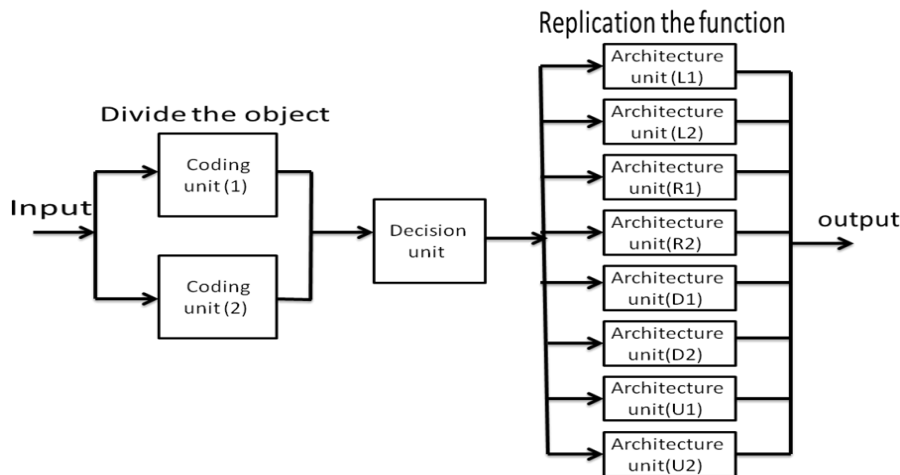 Replication the function
Divide the object
Input
Coding
unit (1)
Coding
unit (2)
Decision
unit
Architecture
unit (L1)
Architecture
unit (L2)
Architecture
unit(R1)
Architecture
unit(R2)
Architecture
unit(D1)
Architecture
unit(D2)
Architecture
unit(U1)
Architecture
unit(U2)
output